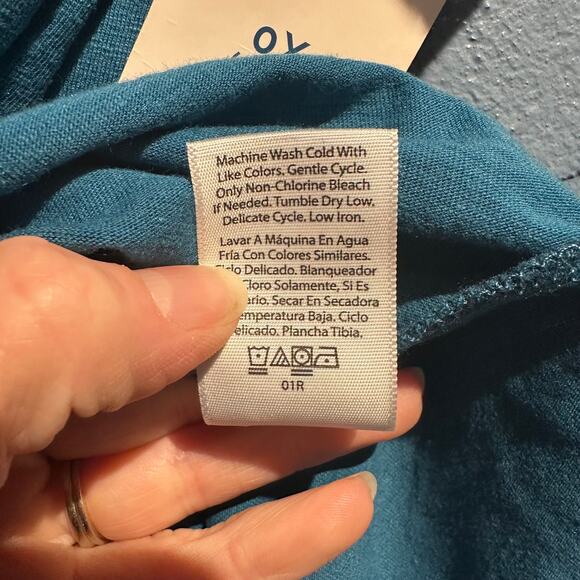 OX
Machine Wash Cold With
Like Colors. Gentle Cycle.
Only Non-Chlorine Bleach
If Needed. Tumble Dry Low,
Delicate Cycle. Low Iron.
Lavar A Máquina En Agua
Fría Con Colores Similares.
Ciclo Delicado. Blanqueador
Cloro Solamente, Si Es
Secar En Secadora
Baja. Ciclo
Plancha Tibia.
01R